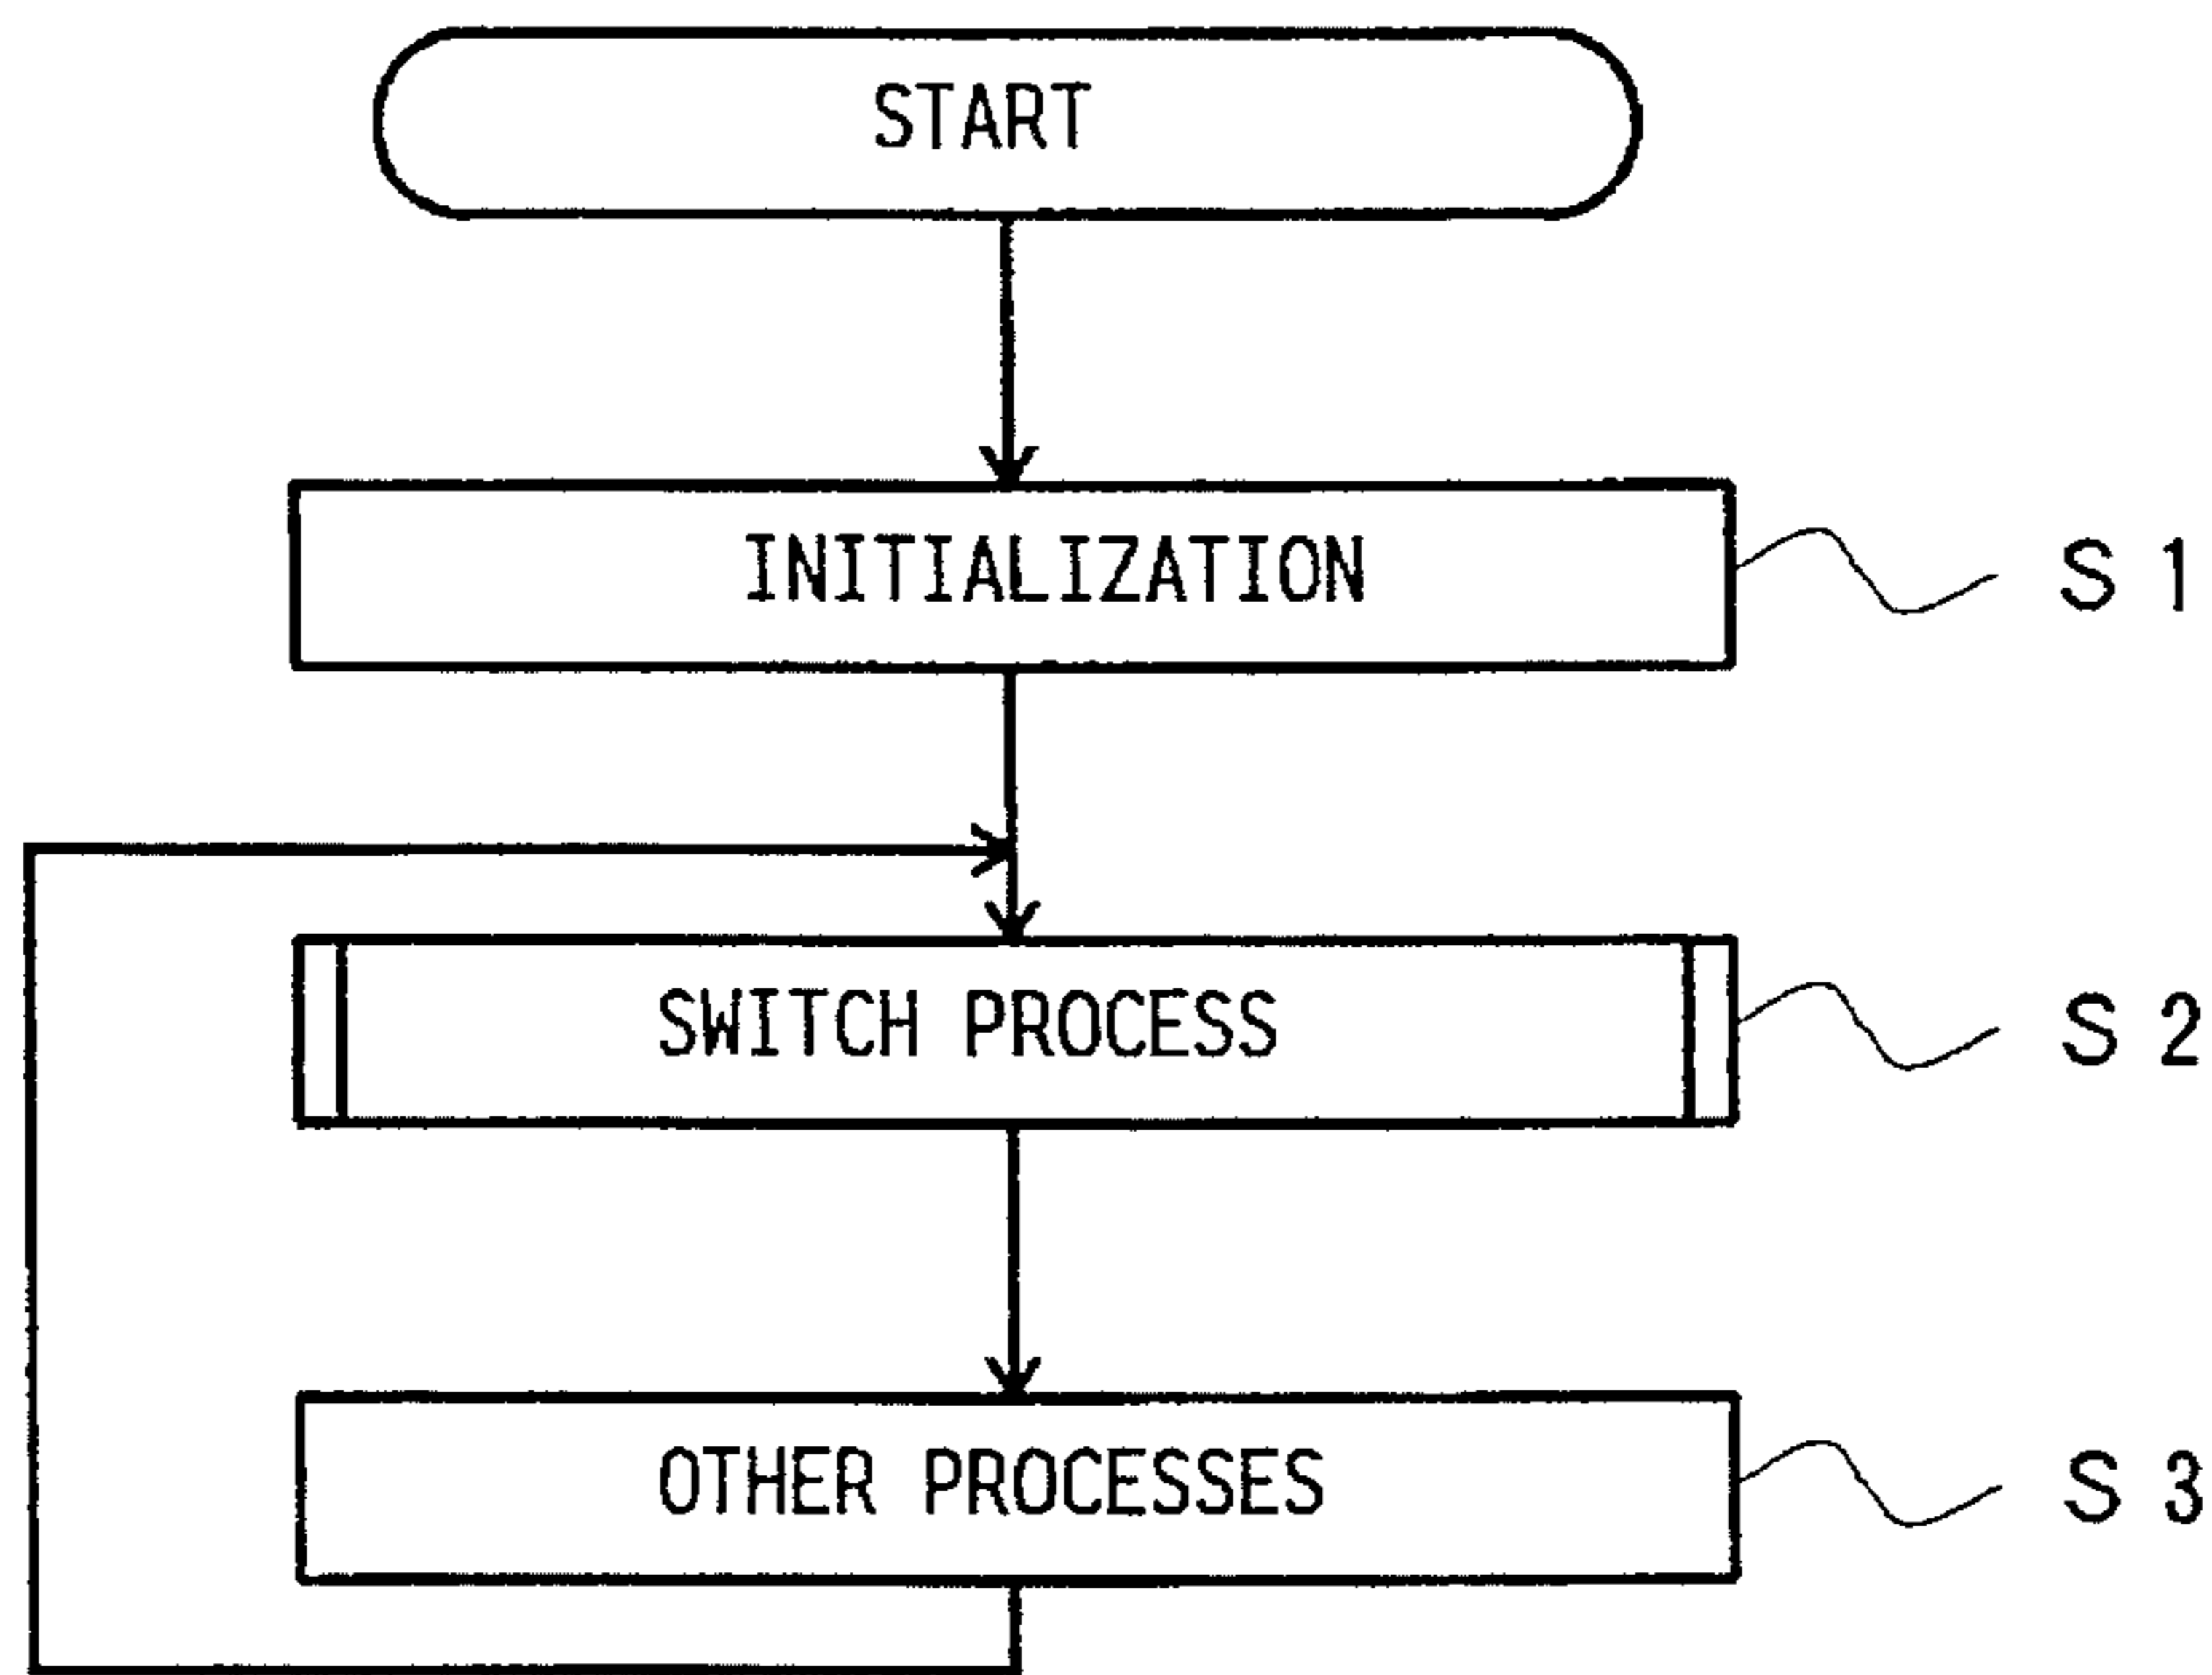 START
INITIALIZATION
S 1
SWITCH PROCESS
S 2
OTHER PROCESSES
S 3